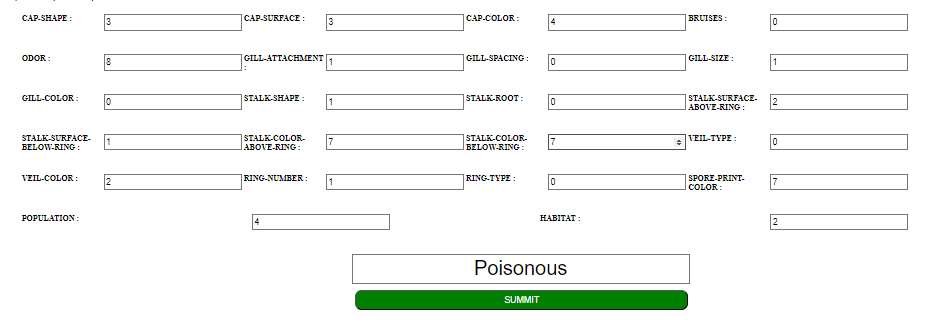 CAP-SHAPE : 3 CAP-SURFACE : 3 CAP-COLOR : 4 BRUISES : 0
ODOR : 8 GILL-ATTACHMENT : 1 GILL-SPACING : 0 GILL-SIZE : 1
GILL-COLOR : 0 STALK-SHAPE : 1 STALK-ROOT : 0 STALK-SURFACE-ABOVE-RING : 2
STALK-SURFACE-BELOW-RING : 1 STALK-COLOR-ABOVE-RING : 7 STALK-COLOR-BELOW-RING : 7 VEIL-TYPE : 0
VEIL-COLOR : 2 RING-NUMBER : 1 RING-TYPE : 0 SPORE-PRINT-COLOR : 7
POPULATION : 4 HABITAT : 2
Poisonous
SUMMIT